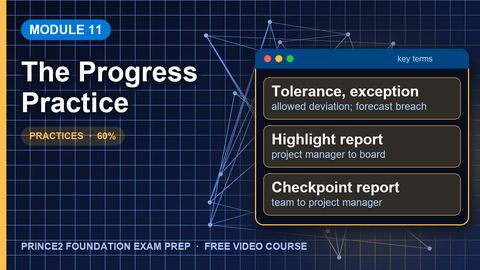 MODULE 11
The Progress
Practice
PRACTICES · 60%
key terms
Tolerance, exception
allowed deviation; forecast breach
Highlight report
project manager to board
Checkpoint report
team to project manager
PRINCE2 FOUNDATION EXAM PREP · FREE VIDEO COURSE